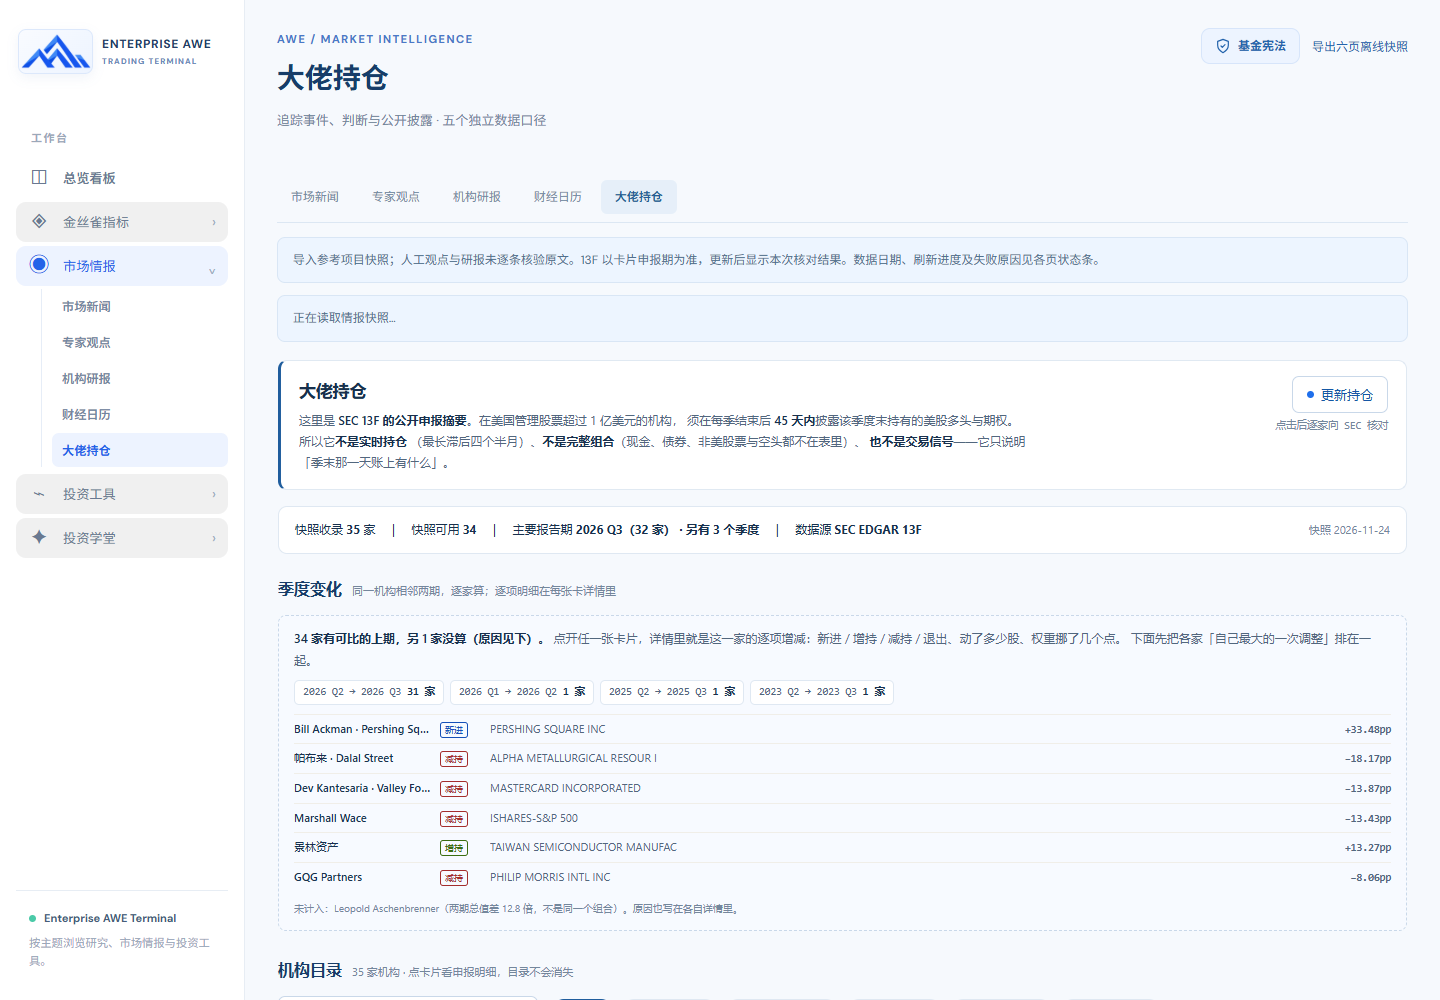 ENTERPRISE AWE
TRADING TERMINAL
工作台
总览看板
金丝雀指标
市场情报
市场新闻
专家观点
机构研报
财经日历
大佬持仓
投资工具
投资学堂
Enterprise AWE Terminal
按主题浏览研究、市场情报与投资工
具。
AWE / MARKET INTELLIGENCE
大佬持仓
追踪事件、判断与公开披露 · 五个独立数据口径
基金宪法
导出六页离线快照
市场新闻 专家观点 机构研报 财经日历 大佬持仓
导入参考项目快照；人工观点与研报未逐条核验原文。13F 以卡片申报期为准，更新后显示本次核对结果。数据日期、刷新进度及失败原因见各页状态条。
正在读取情报快照…
大佬持仓
这里是 SEC 13F 的公开申报摘要。在美国管理股票超过 1 亿美元的机构， 须在每季结束后 45 天内披露该季度末持有的美股多头与期权。
所以它不是实时持仓 （最长滞后四个半月）、不是完整组合（现金、债券、非美股票与空头都不在表里）、 也不是交易信号——它只说明
「季末那一天账上有什么」。
更新持仓
点击后逐家向 SEC 核对
快照收录 35 家 | 快照可用 34 | 主要报告期 2026 Q3（32 家） · 另有 3 个季度 | 数据源 SEC EDGAR 13F
快照 2026-11-24
季度变化 同一机构相邻两期，逐家算；逐项明细在每张卡详情里
34 家有可比的上期，另 1 家没算（原因见下）。 点开任一张卡片，详情里就是这一家的逐项增减：新进 / 增持 / 减持 / 退出、动了多少股、权重挪了几个点。 下面先把各家「自己最大的一次调整」排在一
起。
2026 Q2 → 2026 Q3 31 家 2026 Q1 → 2026 Q2 1 家 2025 Q2 → 2025 Q3 1 家 2023 Q2 → 2023 Q3 1 家
Bill Ackman · Pershing Sq... 新进 PERSHING SQUARE INC +33.48pp
帕布来 · Dalal Street 减持 ALPHA METALLURGICAL RESOUR I −18.17pp
Dev Kantesaria · Valley Fo... 减持 MASTERCARD INCORPORATED −13.87pp
Marshall Wace 减持 ISHARES-S&P 500 −13.43pp
景林资产 增持 TAIWAN SEMICONDUCTOR MANUFAC +13.27pp
GQG Partners 减持 PHILIP MORRIS INTL INC −8.06pp
未计入：Leopold Aschenbrenner（两期总值差 12.8 倍，不是同一个组合）。原因也写在各自详情里。
机构目录 35 家机构 · 点卡片看申报明细，目录不会消失